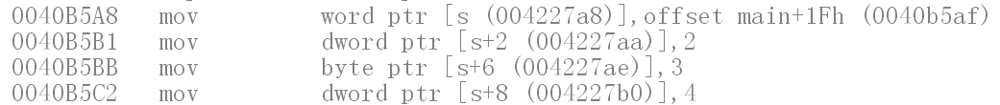 0040B5A8 mov word ptr [s (004227a8)],offset main+1Fh (0040b5af)
0040B5B1 mov dword ptr [s+2 (004227aa)],2
0040B5BB mov byte ptr [s+6 (004227ae)],3
0040B5C2 mov dword ptr [s+8 (004227b0)],4